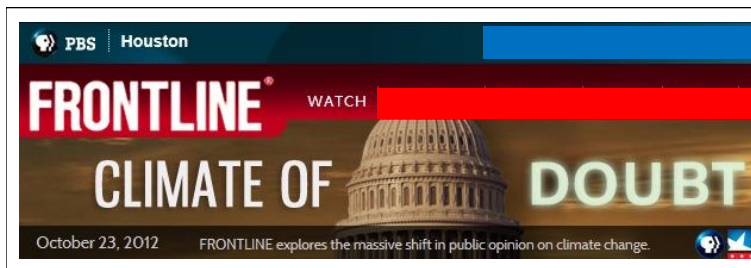 PBS Houston
FRONTLINE®
WATCH
CLIMATE OF DOUBT
October 23, 2012 FRONTLINE explores the massive shift in public opinion on climate change.